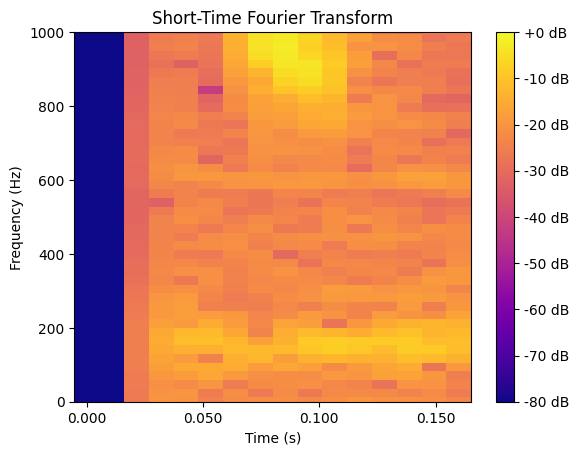 Short-Time Fourier Transform
1000
800
600
400
200
0
Frequency (Hz)
0.000
0.050
0.100
0.150
Time (s)
+0 dB
-10 dB
-20 dB
-30 dB
-40 dB
-50 dB
-60 dB
-70 dB
-80 dB